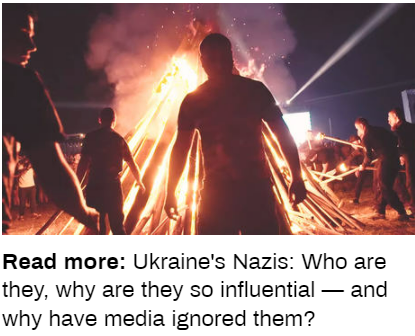 Read more: Ukraine's Nazis: Who are
they, why are they so influential — and
why have media ignored them?